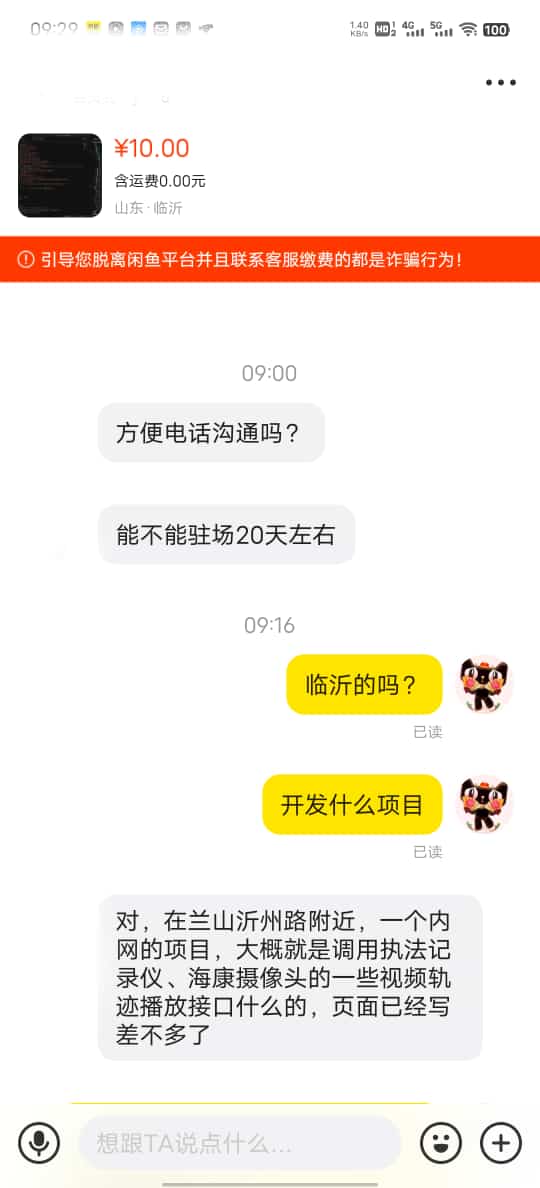 09:29
1.40
KB/s
HD
1
2
4G
5G
100
¥10.00
含运费0.00元
山东·临沂
引导您脱离闲鱼平台并且联系客服缴费的都是诈骗行为！
09:00
方便电话沟通吗？
能不能驻场20天左右
09:16
临沂的吗？
已读
开发什么项目
已读
对，在兰山沂州路附近，一个内
网的项目，大概就是调用执法记
录仪、海康摄像头的一些视频轨
迹播放接口什么的，页面已经写
差不多了
想跟TA说点什么...